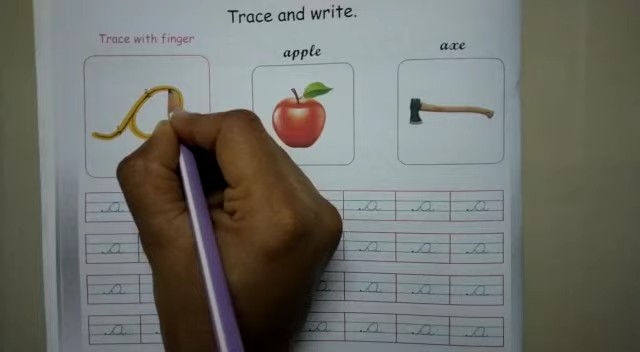 Trace and write.
Trace with finger
apple
axe
a a a a
a a a a
a a a a
a a a a